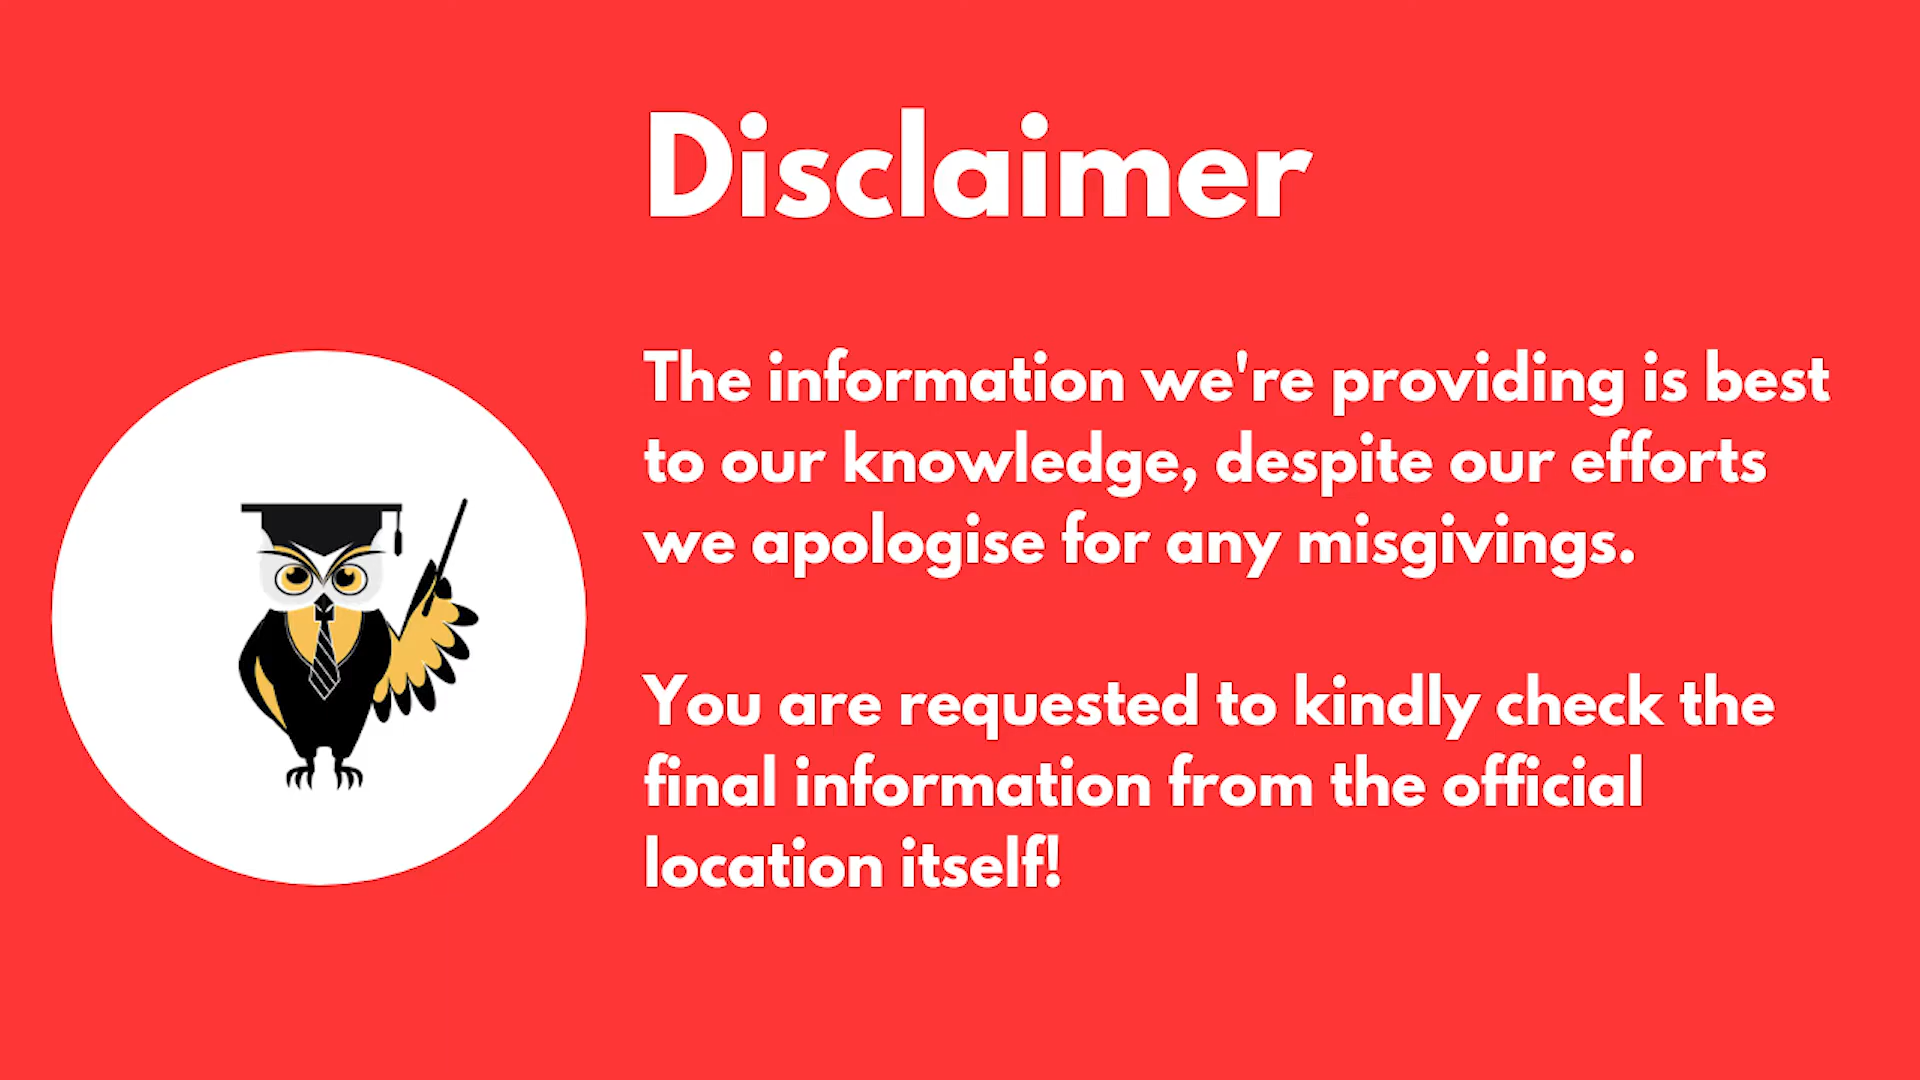 Disclaimer
The information we're providing is best
to our knowledge, despite our efforts
we apologise for any misgivings.
You are requested to kindly check the
final information from the official
location itself!